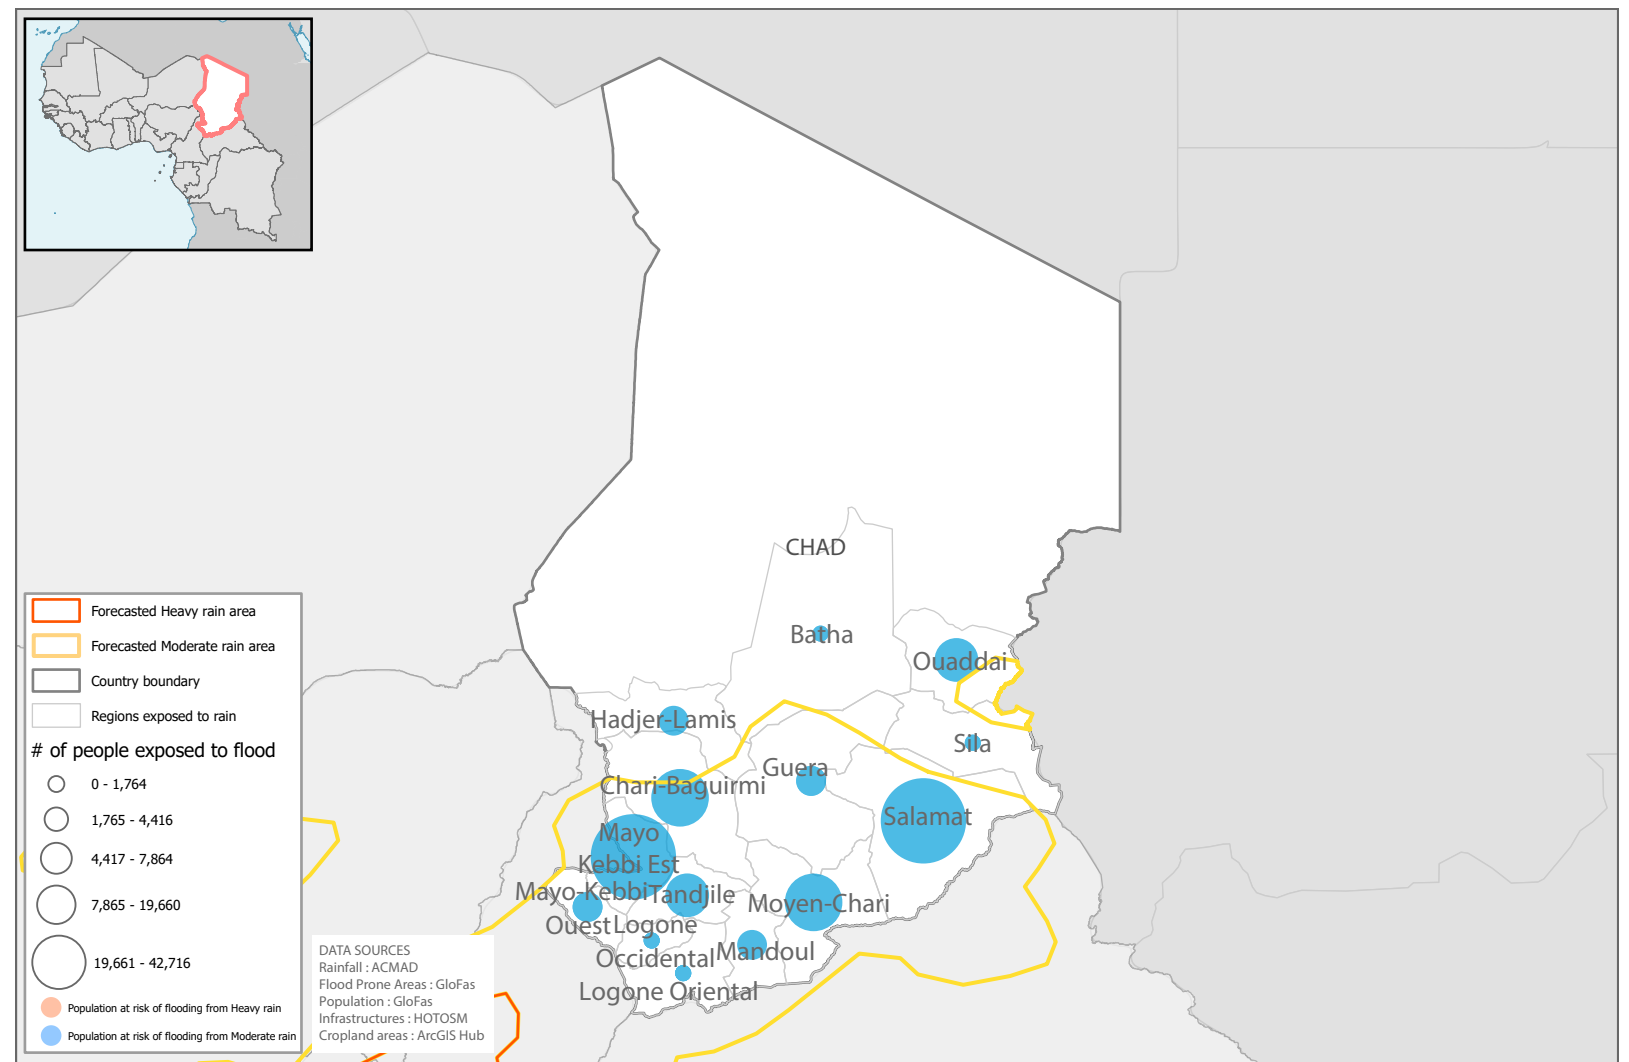 CHAD
Batha
Ouaddai
Hadjer-Lamis
Sila
Guera
Chari-Baguirmi
Salamat
Mayo
Kebbi Est
Mayo-Kebbi
Ouest
Tandjile
Moyen-Chari
Logone
Occidental
Mandoul
Logone Oriental
Forecasted Heavy rain area
Forecasted Moderate rain area
Country boundary
Regions exposed to rain
# of people exposed to flood
0 - 1,764
1,765 - 4,416
4,417 - 7,864
7,865 - 19,660
19,661 - 42,716
Population at risk of flooding from Heavy rain
Population at risk of flooding from Moderate rain
DATA SOURCES
Rainfall : ACMAD
Flood Prone Areas : GloFas
Population : GloFas
Infrastructures : HOTOSM
Cropland areas : ArcGIS Hub